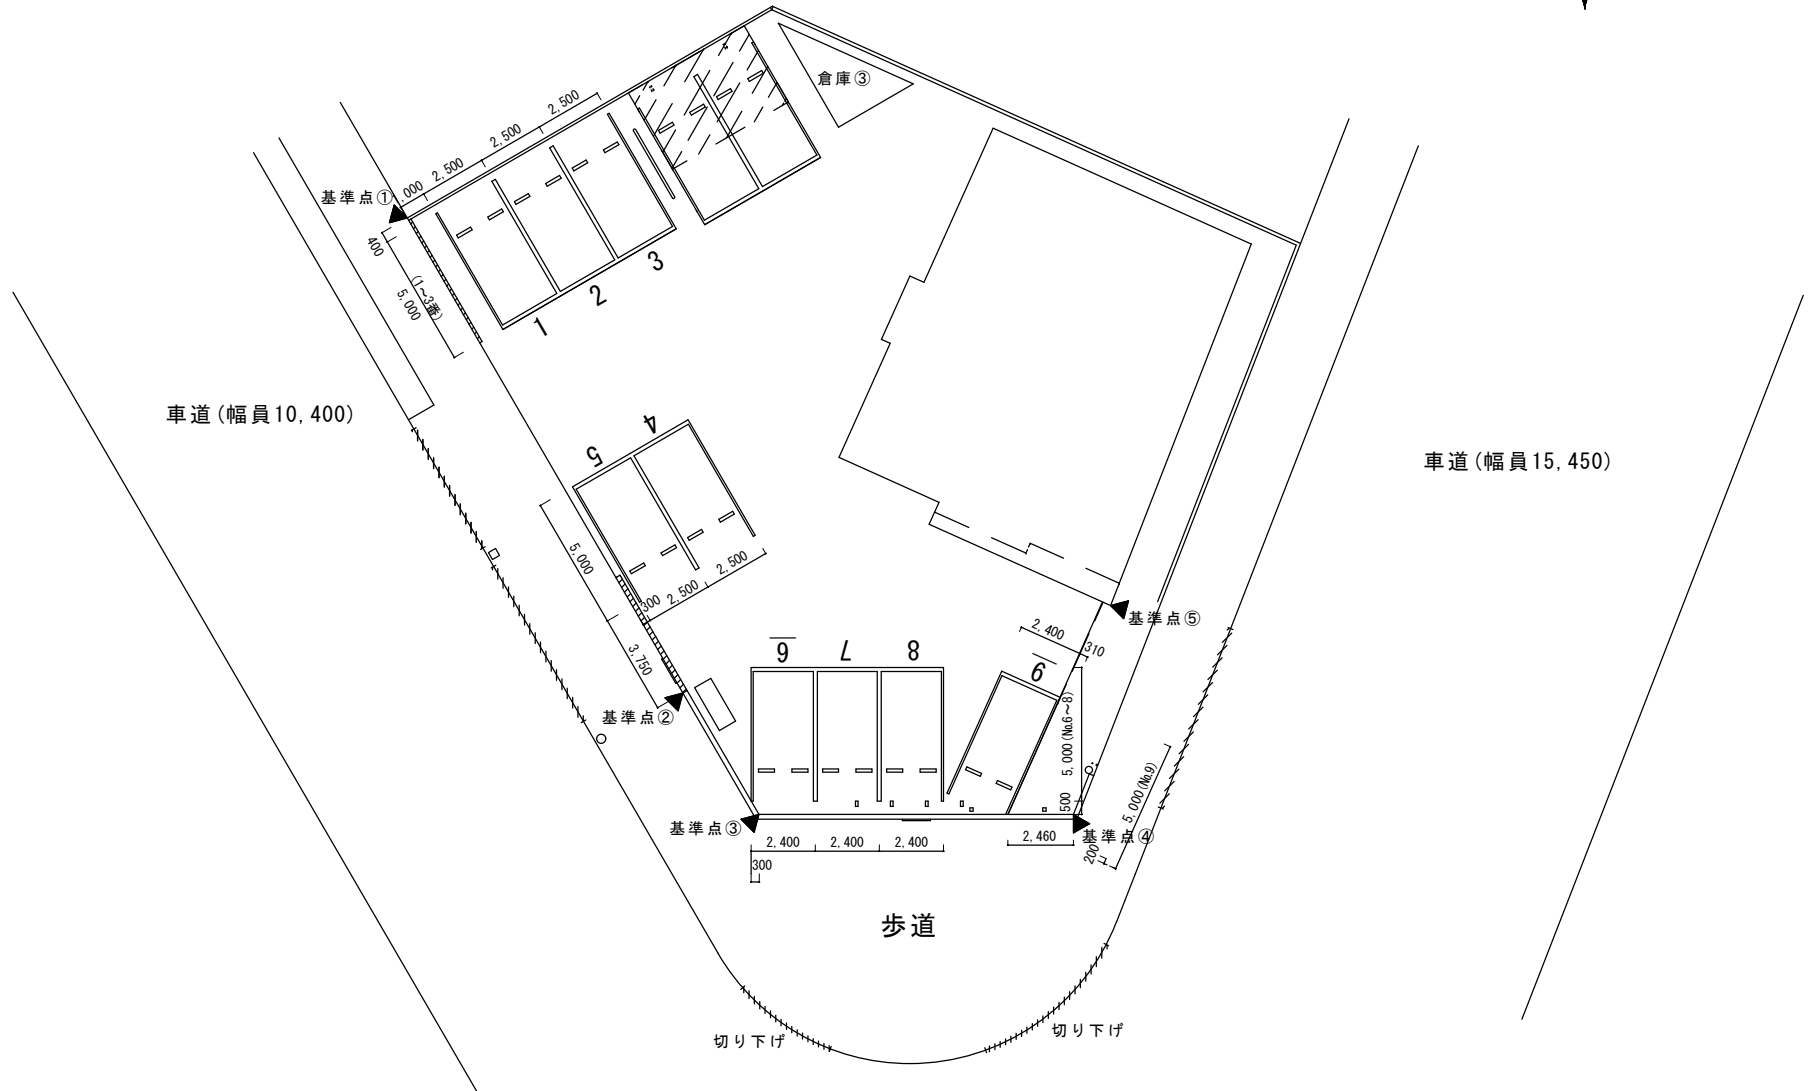 倉庫③
2,500
2,500
2,500
,000
基準点①
400
5,000
(1~3番)
1
2
3
車道(幅員10,400)
車道(幅員15,450)
4
5
5,000
2,500
2,500
300
3,750
基準点②
基準点⑤
2,400
310
6
7
8
9
5,000(No.6~8)
500
5,000(No.9)
200
基準点③
基準点④
2,400
2,400
2,400
2,460
300
歩道
切り下げ
切り下げ